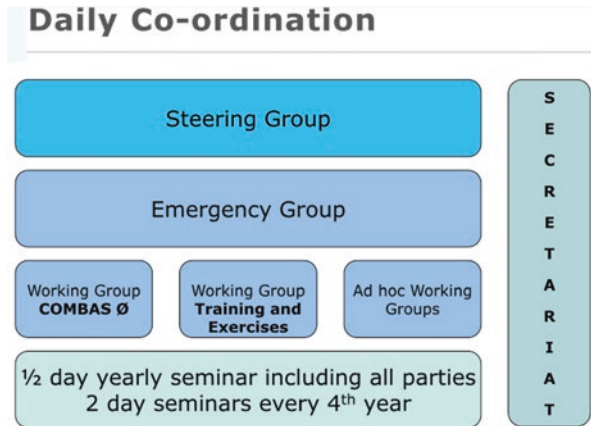 Daily Co-ordination
Steering Group
Emergency Group
Working Group
COMBAS Ø
Working Group
Training and
Exercises
Ad hoc Working
Groups
½ day yearly seminar including all parties
2 day seminars every 4th year
SECRETARIAT